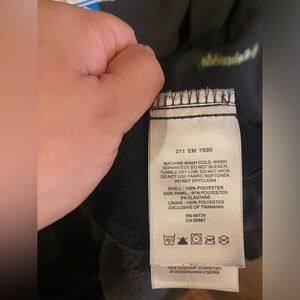 211 EM 7690
MACHINE WASH COLD, WASH
SEPARATELY, DO NOT BLEACH,
TUMBLE DRY LOW, DO NOT IRON,
DO NOT USE FABRIC SOFTENER,
DO NOT DRYCLEAN
SHELL : 100% POLYESTER
SIDE PANEL : 91% POLYESTER,
9% ELASTANE
LINING : 100% POLYESTER
EXCLUSIVE OF TRIMMING
RN 69724
CA 05367